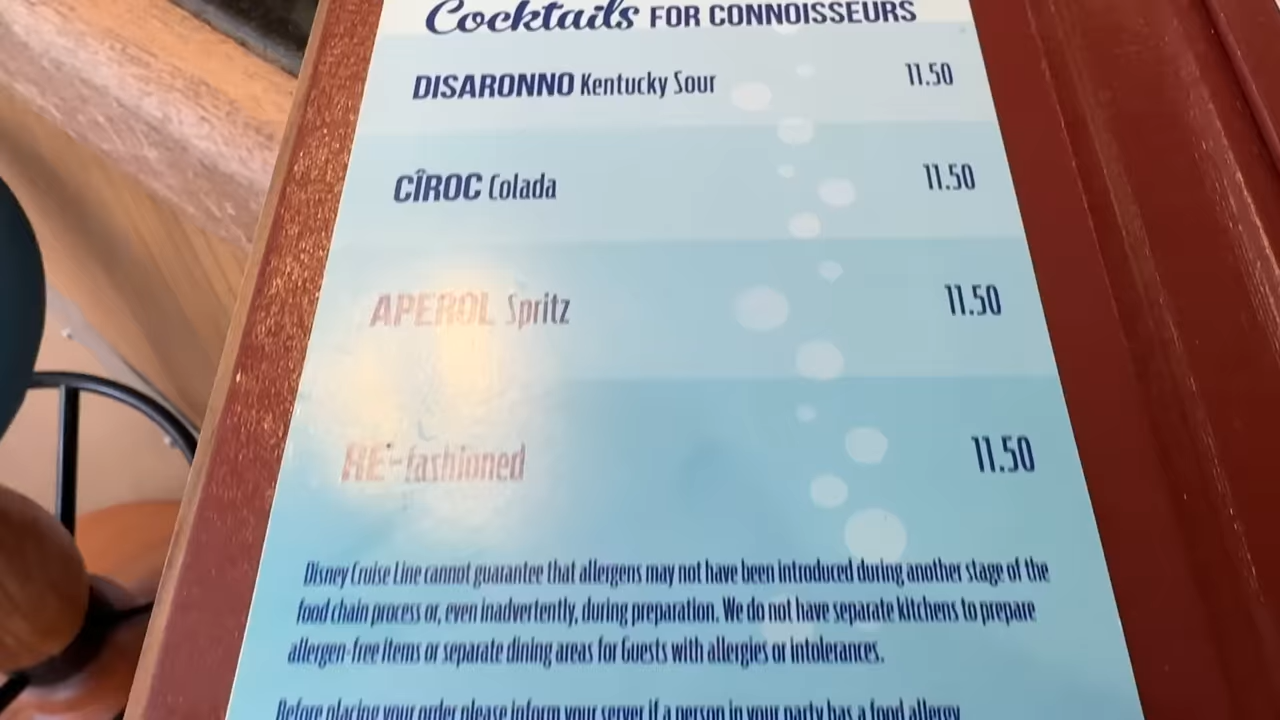 Cocktails FOR CONNOISSEURS
DISARONNO Kentucky Sour 11.50
CÎROC Colada 11.50
APEROL Spritz 11.50
RE-fashioned 11.50
Disney Cruise Line cannot guarantee that allergens may not have been introduced during another stage of the
food chain process or, even inadvertently, during preparation. We do not have separate kitchens to prepare
allergen-free items or separate dining areas for Guests with allergies or intolerances.
Before placing your order please inform your server if a person in your party has a food allergy.